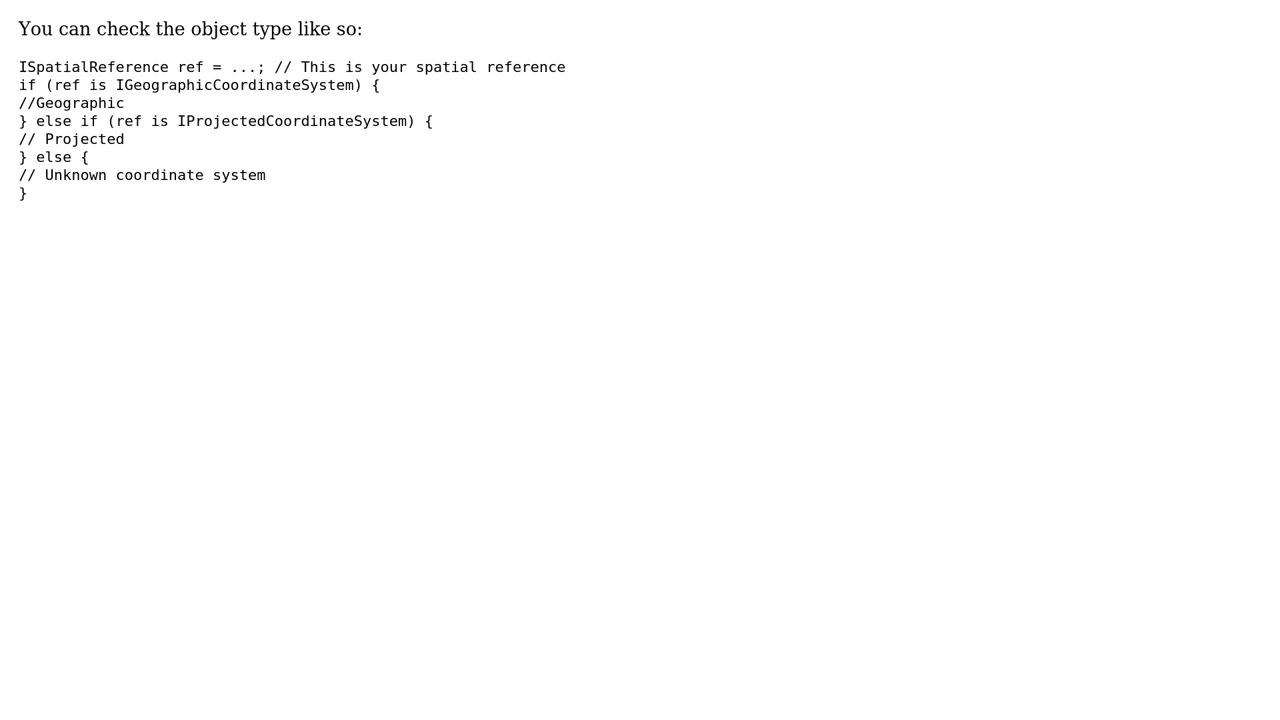 You can check the object type like so:
ISpatialReference ref = ...; // This is your spatial reference
if (ref is IGeographicCoordinateSystem) {
//Geographic
} else if (ref is IProjectedCoordinateSystem) {
// Projected
} else {
// Unknown coordinate system
}